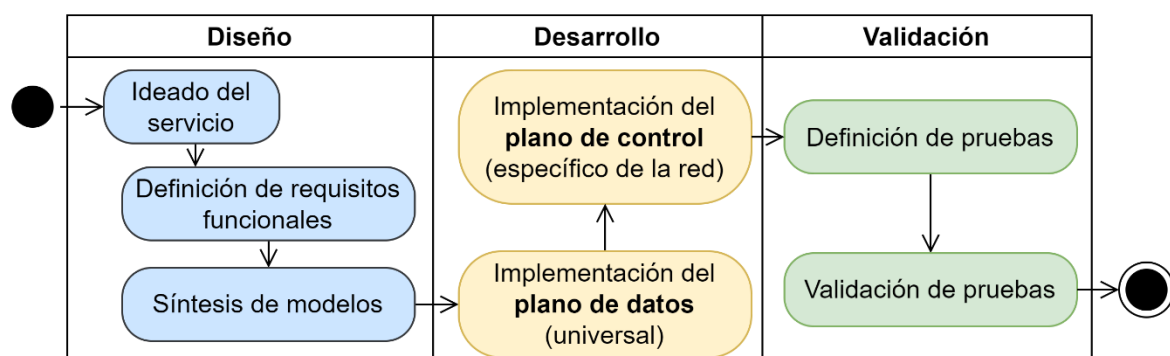 Diseño
Desarrollo
Validación
Ideado del
servicio
Definición de requisitos
funcionales
Síntesis de modelos
Implementación del
plano de control
(específico de la red)
Implementación del
plano de datos
(universal)
Definición de pruebas
Validación de pruebas